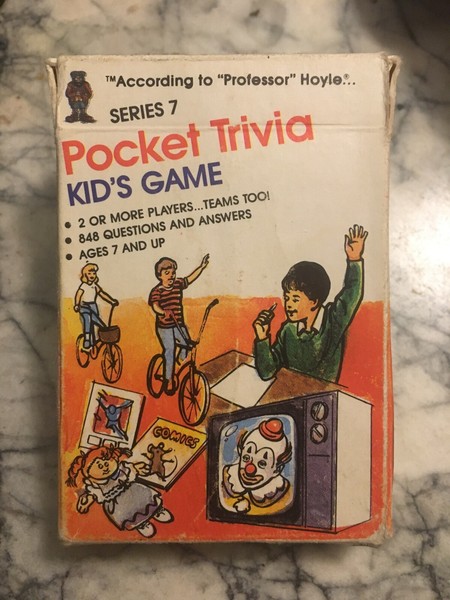 ™According to "Professor" Hoyle®..
SERIES 7
Pocket Trivia
KID'S GAME
• 2 OR MORE PLAYERS...TEAMS TOO!
• 848 QUESTIONS AND ANSWERS
• AGES 7 AND UP
COMICS